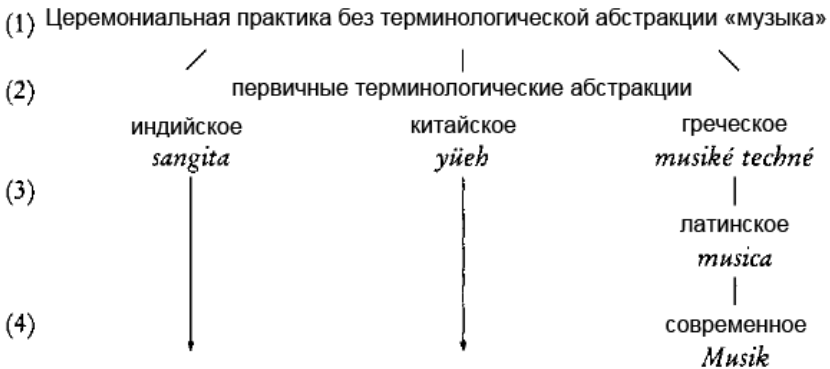 (1) Церемониальная практика без терминологической абстракции «музыка»
(2) первичные терминологические абстракции
индийское китайское греческое
sangita yüeh musiké techné
(3)
латинское
musica
(4) современное
Musik